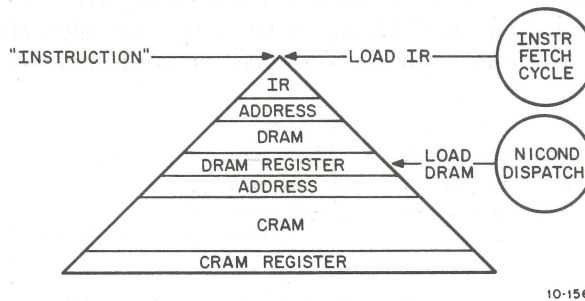 "INSTRUCTION"
LOAD IR
INSTR
FETCH
CYCLE
IR
ADDRESS
DRAM
DRAM REGISTER
LOAD
DRAM
NICOND
DISPATCH
ADDRESS
CRAM
CRAM REGISTER